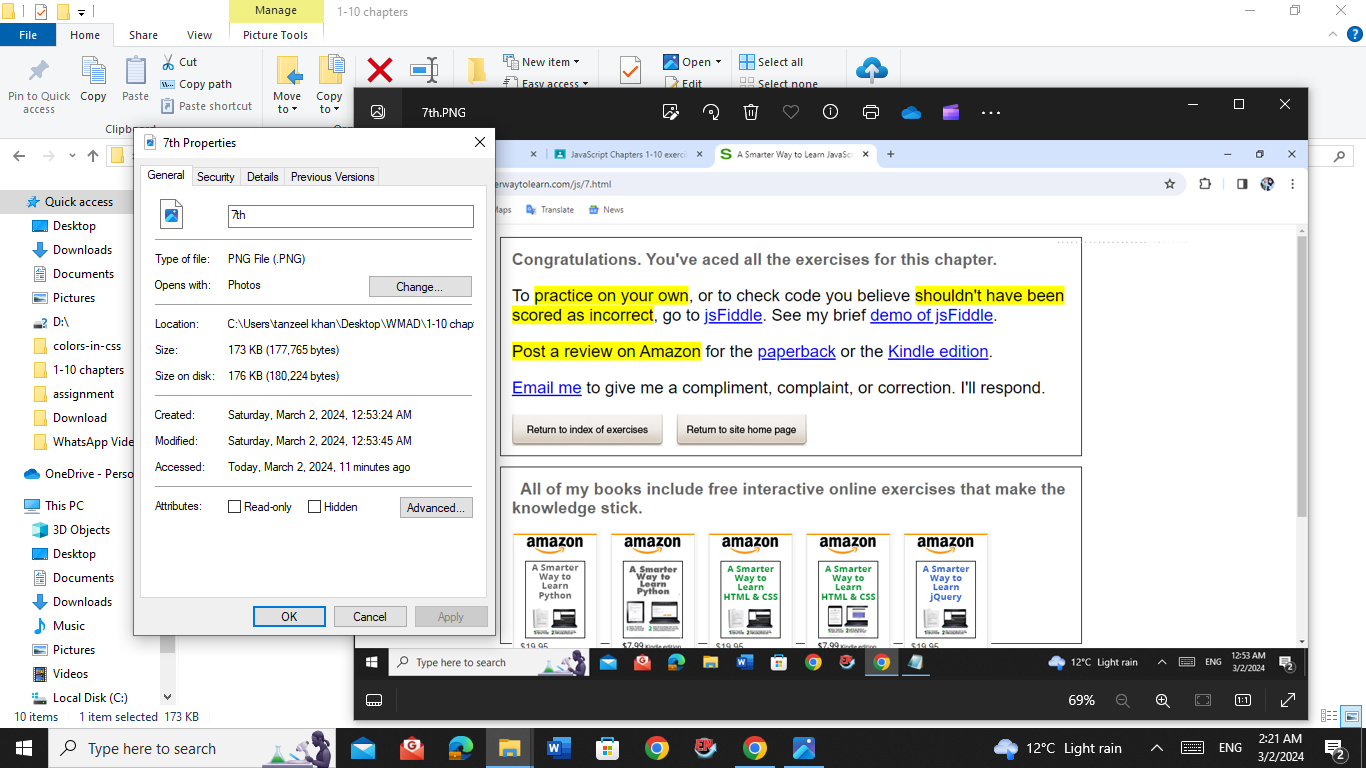 Manage
1-10 chapters
File
Home
Share
View
Picture Tools
Pin to Quick access
Copy
Paste
Cut
Copy path
Paste shortcut
Move to
Copy to
New item
Easy access
Open
Edit
Select all
Select none
7th.PNG
7th Properties
General
Security
Details
Previous Versions
7th
Type of file: PNG File (.PNG)
Opens with: Photos
Change...
Location: C:\Users\tanzeel khan\Desktop\WMAD\1-10 chap
Size: 173 KB (177,765 bytes)
Size on disk: 176 KB (180,224 bytes)
Created: Saturday, March 2, 2024, 12:53:24 AM
Modified: Saturday, March 2, 2024, 12:53:45 AM
Accessed: Today, March 2, 2024, 11 minutes ago
Attributes: Read-only Hidden
Advanced...
OK
Cancel
Apply
Quick access
Desktop
Downloads
Documents
Pictures
D:\
colors-in-css
1-10 chapters
assignment
Download
WhatsApp Vide
OneDrive - Perso
This PC
3D Objects
Desktop
Documents
Downloads
Music
Pictures
Videos
Local Disk (C:)
10 items 1 item selected 173 KB
JavaScript Chapters 1-10 exerci
A Smarter Way to Learn JavaSc
erwaytolearn.com/js/7.html
Maps
Translate
News
Congratulations. You've aced all the exercises for this chapter.
To practice on your own, or to check code you believe shouldn't have been
scored as incorrect, go to jsFiddle. See my brief demo of jsFiddle.
Post a review on Amazon for the paperback or the Kindle edition.
Email me to give me a compliment, complaint, or correction. I'll respond.
Return to index of exercises
Return to site home page
All of my books include free interactive online exercises that make the
knowledge stick.
amazon
A Smarter Way to Learn Python
$19.95
amazon
A Smarter Way to Learn Python
$7.99 Kindle edition
amazon
A Smarter Way to Learn HTML & CSS
$19.95
amazon
A Smarter Way to Learn HTML & CSS
$7.99 Kindle edition
amazon
A Smarter Way to Learn jQuery
$19.95
Type here to search
12°C Light rain
ENG
12:53 AM
3/2/2024
2
69%
1:1
Type here to search
12°C Light rain
ENG
2:21 AM
3/2/2024
2